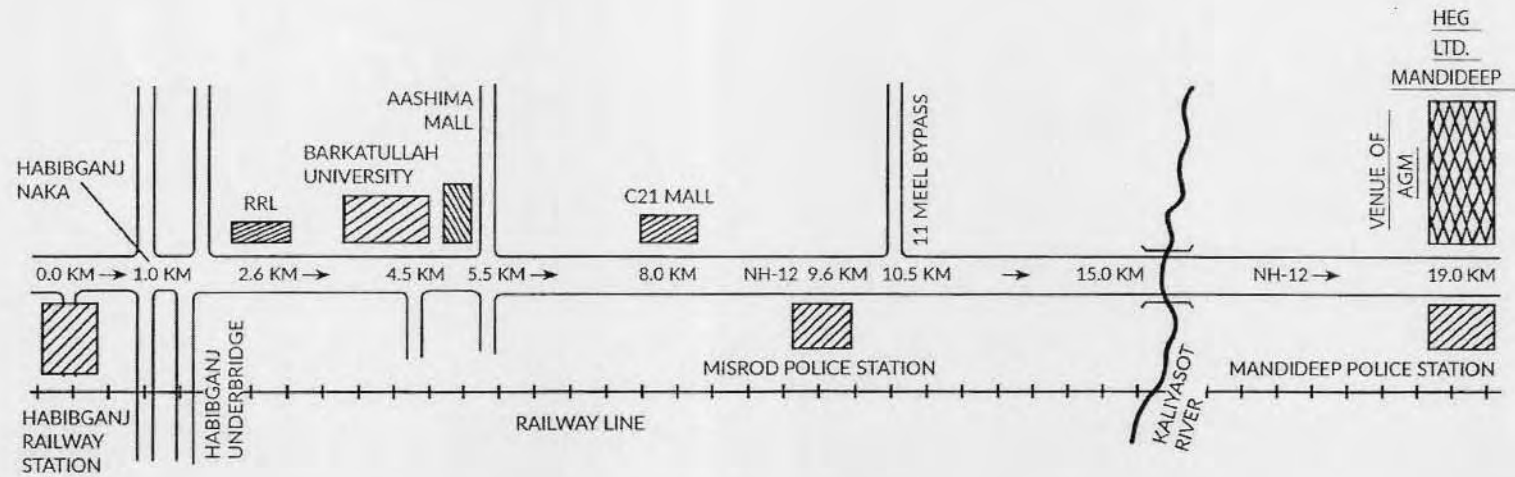 HEG
LTD.
MANDIDEEP
VENUE OF
AGM
AASHIMA
MALL
HABIBGANJ
NAKA
BARKATULLAH
UNIVERSITY
RRL
C21 MALL
11 MEEL BYPASS
0.0 KM → 1.0 KM 2.6 KM → 4.5 KM 5.5 KM → 8.0 KM NH-12 9.6 KM 10.5 KM → 15.0 KM NH-12 → 19.0 KM
HABIBGANJ
UNDERBRIDGE
MISROD POLICE STATION
MANDIDEEP POLICE STATION
HABIBGANJ
RAILWAY
STATION
RAILWAY LINE
KALIYASOT
RIVER